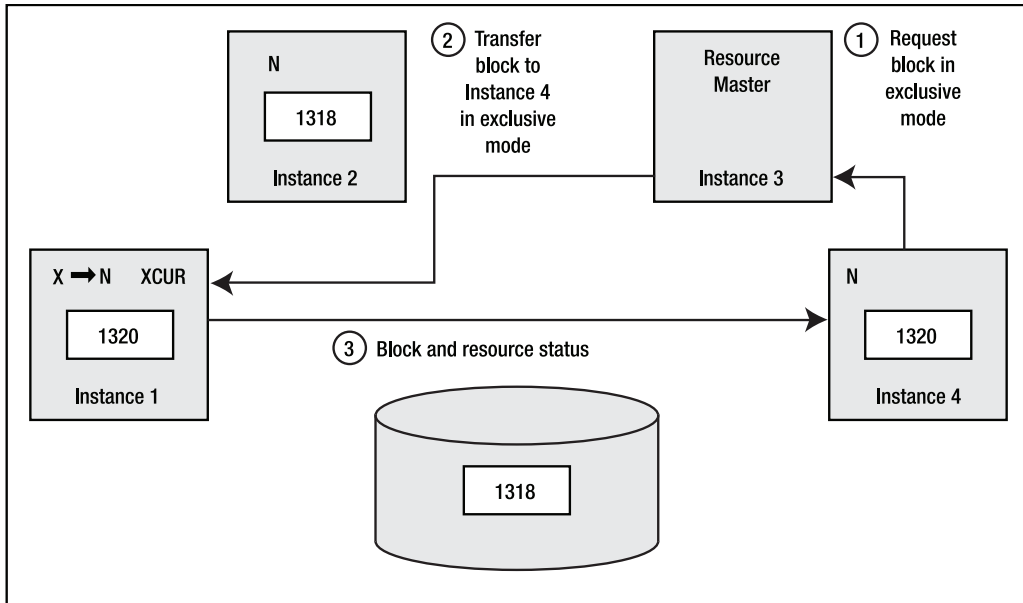 N
1318
Instance 2
2
Transfer
block to
Instance 4
in exclusive
mode
Resource
Master
Instance 3
1
Request
block in
exclusive
mode
X → N XCUR
1320
Instance 1
3 Block and resource status
N
1320
Instance 4
1318